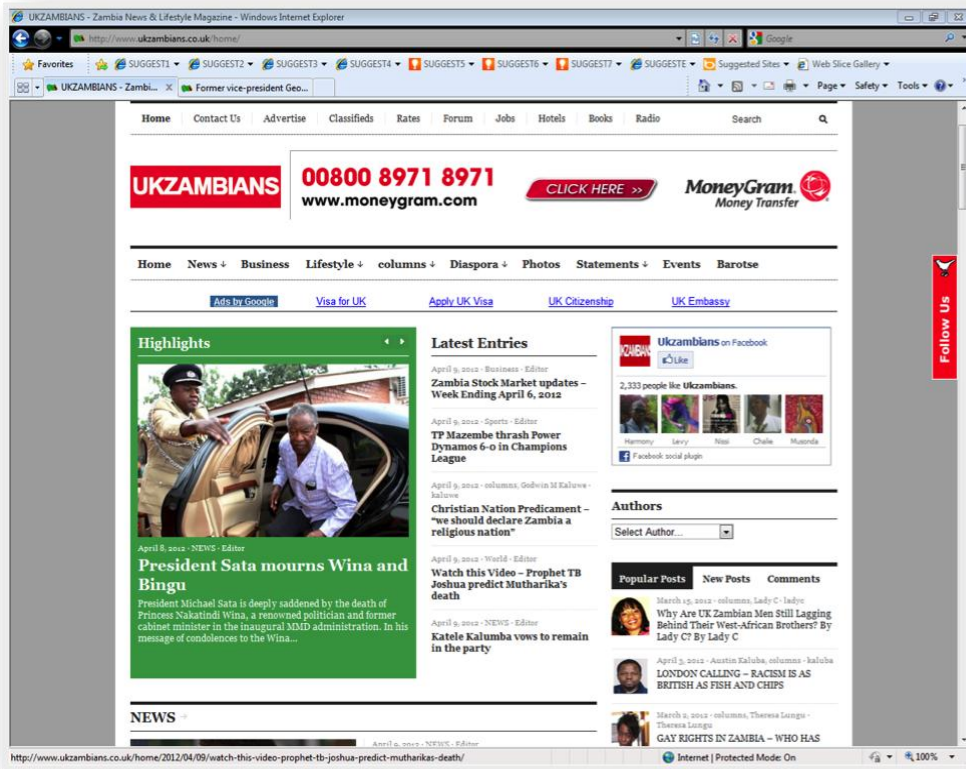 UKZAMBIANS - Zambia News & Lifestyle Magazine - Windows Internet Explorer
http://www.ukzambians.co.uk/home/
Google
Favorites SUGGEST1 SUGGEST2 SUGGEST3 SUGGEST4 SUGGEST5 SUGGEST6 SUGGEST7 SUGGESTE Suggested Sites Web Slice Gallery
UKZAMBIANS - Zambi... X Former vice-president Geo...
Page Safety Tools
Home Contact Us Advertise Classifieds Rates Forum Jobs Hotels Books Radio Search
UKZAMBIANS
00800 8971 8971
www.moneygram.com
CLICK HERE >>
MoneyGram.
Money Transfer
Home News ↓ Business Lifestyle ↓ columns ↓ Diaspora ↓ Photos Statements ↓ Events Barotse
Ads by Google Visa for UK Apply UK Visa UK Citizenship UK Embassy
Follow Us
Highlights
April 8, 2012 · NEWS · Editor
President Sata mourns Wina and
Bingu
President Michael Sata is deeply saddened by the death of
Princess Nakatindi Wina, a renowned politician and former
cabinet minister in the inaugural MMD administration. In his
message of condolences to the Wina...
Latest Entries
April 9, 2012 · Business · Editor
Zambia Stock Market updates –
Week Ending April 6, 2012
April 9, 2012 · Sports · Editor
TP Mazembe thrash Power
Dynamos 6-0 in Champions
League
April 9, 2012 · columns, Godwin M Kaluwe ·
kaluwe
Christian Nation Predicament –
“we should declare Zambia a
religious nation”
April 9, 2012 · World · Editor
Watch this Video – Prophet TB
Joshua predict Mutharika's
death
April 9, 2012 · NEWS · Editor
Katele Kalumba vows to remain
in the party
KZAMBIAN
Ukzambians on Facebook
Like
2,333 people like Ukzambians.
Harmony Levy Nissi Chalie Musonda
Facebook social plugin
Authors
Select Author...
Popular Posts New Posts Comments
March 15, 2012 · columns, Lady C · ladyc
Why Are UK Zambian Men Still Lagging
Behind Their West-African Brothers? By
Lady C? By Lady C
April 3, 2012 · Austin Kaluba, columns · kaluba
LONDON CALLING – RACISM IS AS
BRITISH AS FISH AND CHIPS
March 2, 2012 · columns, Theresa Lungu ·
Theresa Lungu
GAY RIGHTS IN ZAMBIA – WHO HAS
NEWS
April 9, 2012 · NEWS · Editor
http://www.ukzambians.co.uk/home/2012/04/09/watch-this-video-prophet-tb-joshua-predict-mutharikas-death/
Internet | Protected Mode: On
100%